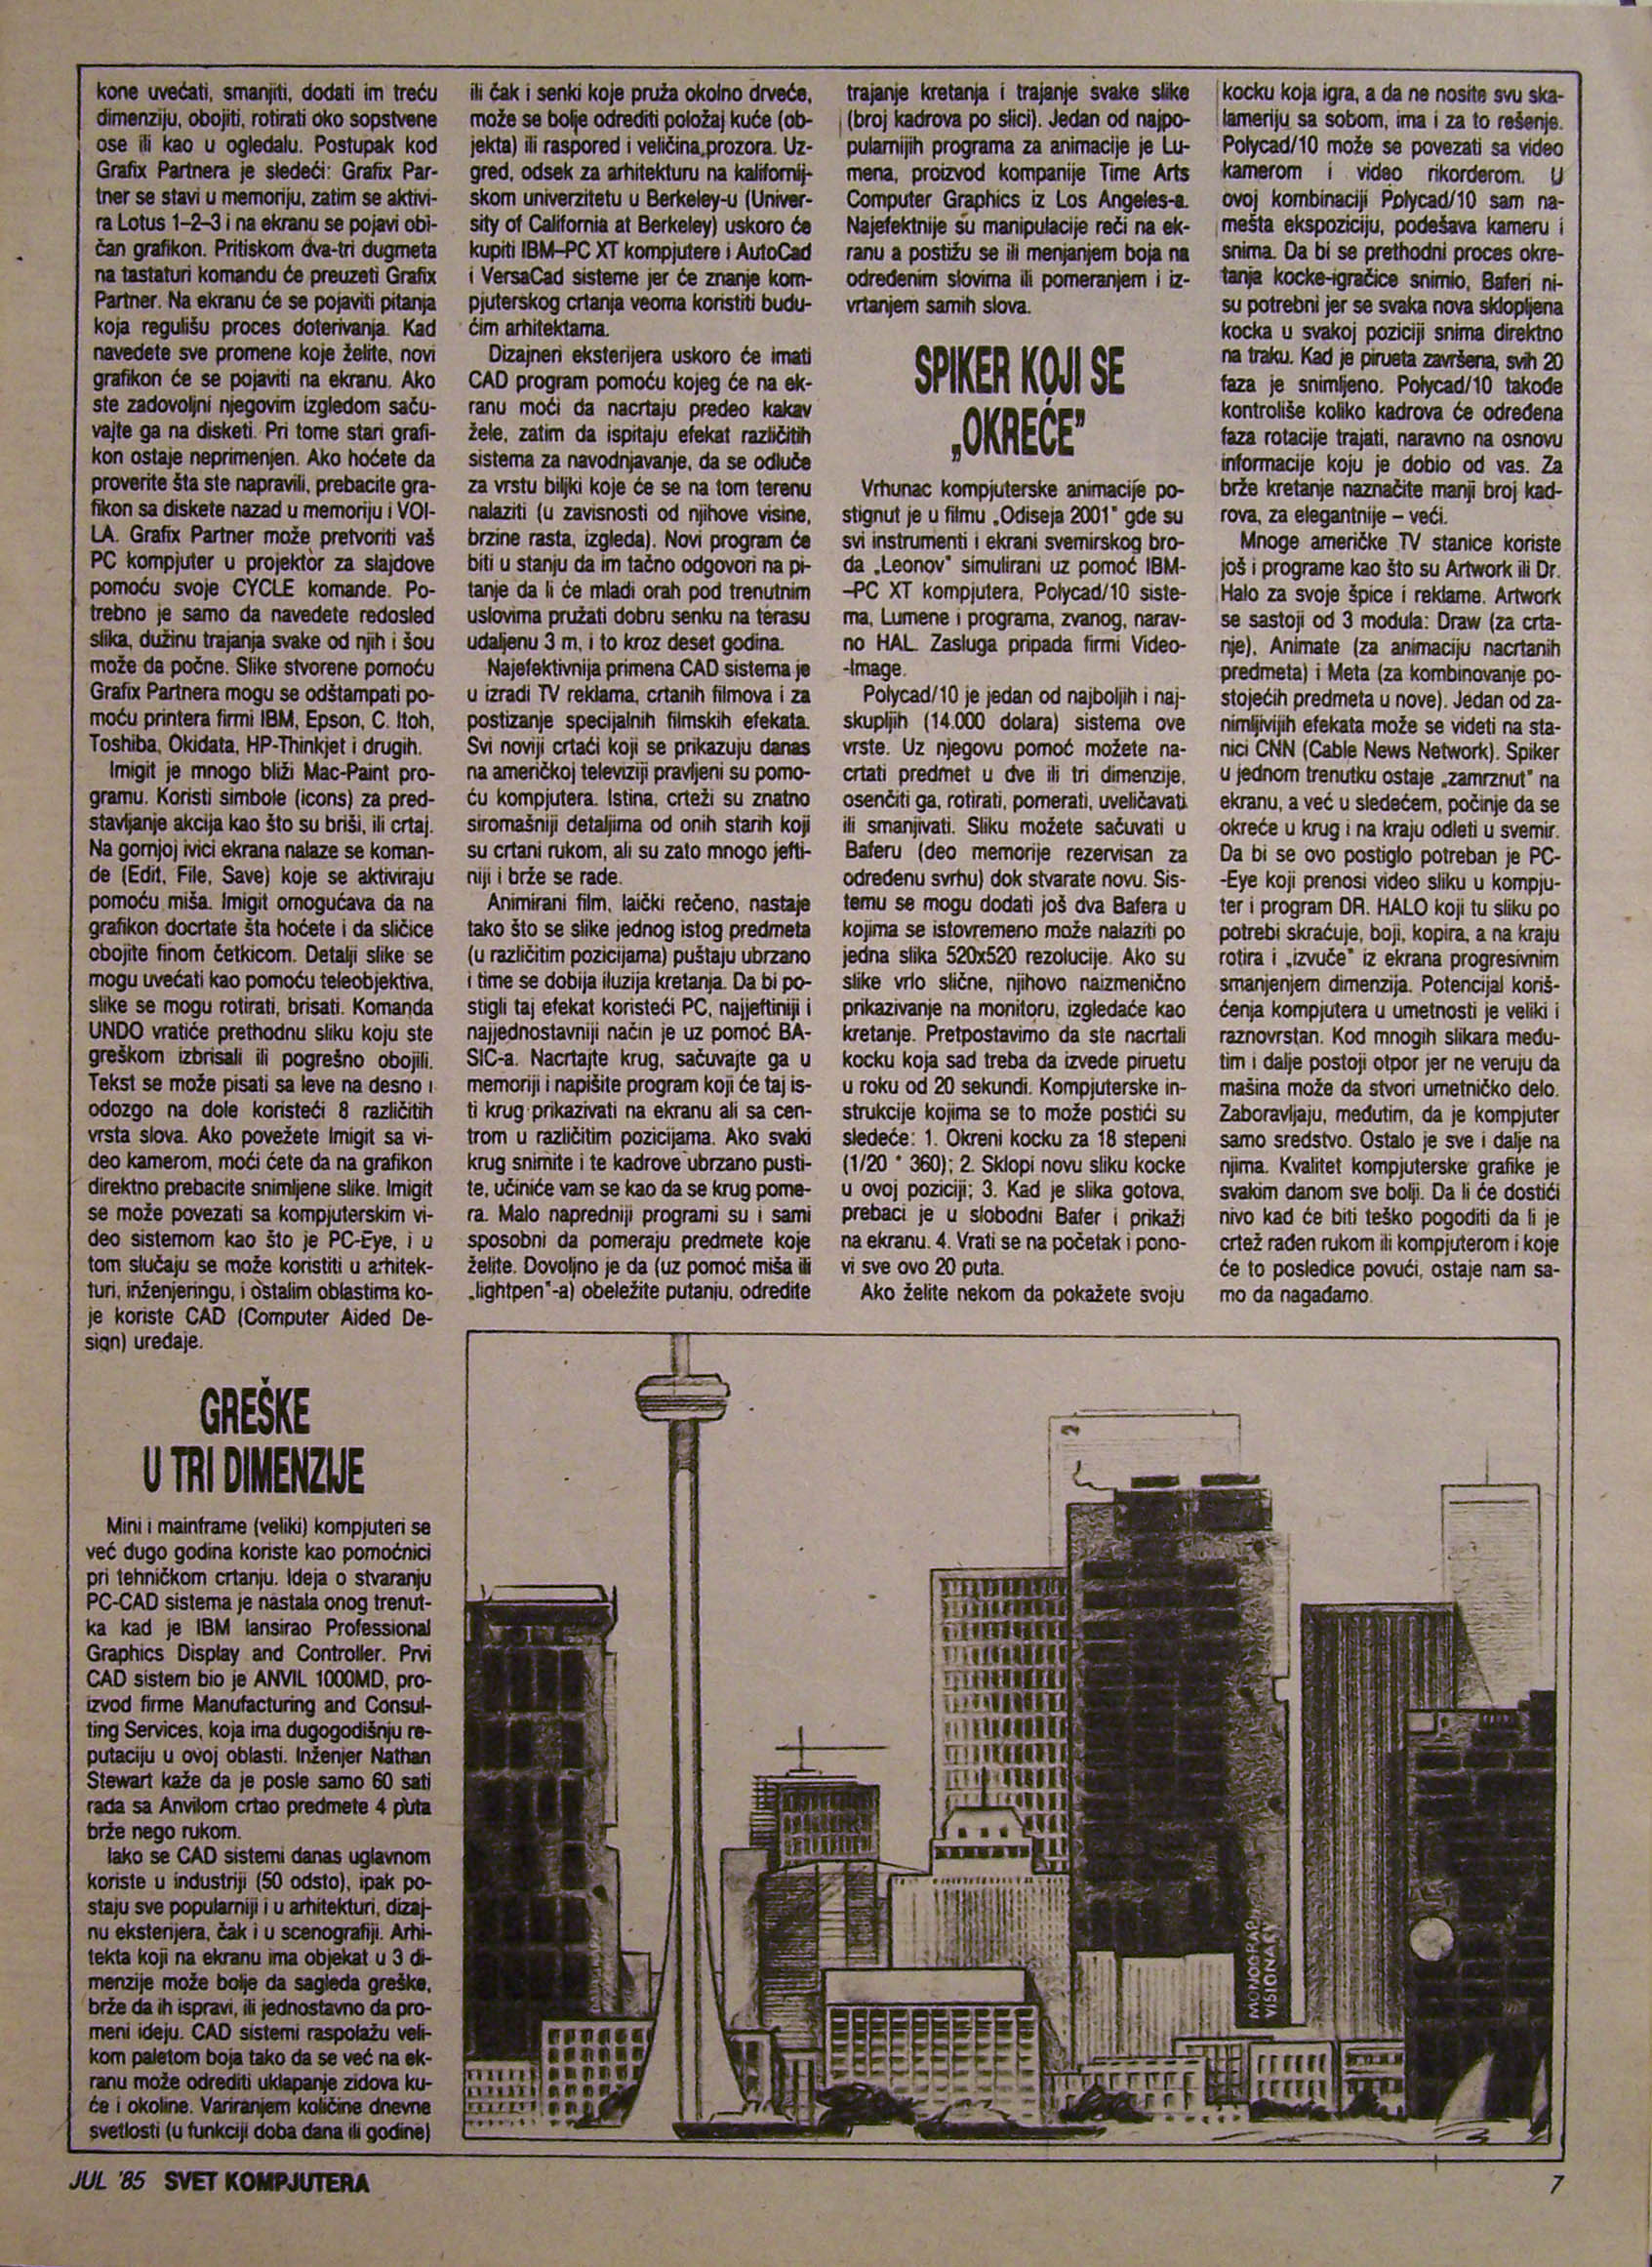 kone uvećati, smanjiti, dodati im treću
dimenziju, obojiti, rotirati oko sopstvene
ose ili kao u ogledalu. Postupak kod
Grafix Partnera je sledeći: Grafix Par-
tner se stavi u memoriju, zatim se aktivi-
ra Lotus 1–2–3 i na ekranu se pojavi obi-
čan grafikon. Pritiskom dva-tri dugmeta
na tastaturi komandu će preuzeti Grafix
Partner. Na ekranu će se pojaviti pitanja
koja regulišu proces doterivanja. Kad
navedete sve promene koje želite, novi
grafikon će se pojaviti na ekranu. Ako
ste zadovoljni njegovim izgledom saču-
vajte ga na disketi. Pri tome stari grafi-
kon ostaje neprimenjen. Ako hoćete da
proverite šta ste napravili, prebacite gra-
fikon sa diskete nazad u memoriju i VOI-
LA. Grafix Partner može pretvoriti vaš
PC kompjuter u projektor za slajdove
pomoću svoje CYCLE komande. Po-
trebno je samo da navedete redosled
slika, dužinu trajanja svake od njih i šou
može da počne. Slike stvorene pomoću
Grafix Partnera mogu se odštampati po-
moću printera firmi IBM, Epson, C. Itoh,
Toshiba, Okidata, HP-Thinkjet i drugih.
Imigit je mnogo bliži Mac-Paint pro-
gramu. Koristi simbole (icons) za pred-
stavljanje akcija kao što su briši, ili crtaj.
Na gornjoj ivici ekrana nalaze se koman-
de (Edit, File, Save) koje se aktiviraju
pomoću miša. Imigit omogućava da na
grafikon docrtate šta hoćete i da sličice
obojite finom četkicom. Detalji slike se
mogu uvećati kao pomoću teleobjektiva,
slike se mogu rotirati, brisati. Komanda
UNDO vratiće prethodnu sliku koju ste
greškom izbrisali ili pogrešno obojili.
Tekst se može pisati sa leve na desno i
odozgo na dole koristeći 8 različitih
vrsta slova. Ako povežete Imigit sa vi-
deo kamerom, moći ćete da na grafikon
direktno prebacite snimljene slike. Imigit
se može povezati sa kompjuterskim vi-
deo sistemom kao što je PC-Eye, i u
tom slučaju se može koristiti u arhitek-
turi, inženjeringu, i ostalim oblastima ko-
je koriste CAD (Computer Aided De-
sign) uređaje.
GREŠKE
U TRI DIMENZIJE
Mini i mainframe (veliki) kompjuteri se
već dugo godina koriste kao pomoćnici
pri tehničkom crtanju. Ideja o stvaranju
PC-CAD sistema je nastala onog trenut-
ka kad je IBM lansirao Professional
Graphics Display and Controller. Prvi
CAD sistem bio je ANVIL 1000MD, pro-
izvod firme Manufacturing and Consul-
ting Services, koja ima dugogodišnju re-
putaciju u ovoj oblasti. Inženjer Nathan
Stewart kaže da je posle samo 60 sati
rada sa Anvilom crtao predmete 4 puta
brže nego rukom.
Iako se CAD sistemi danas uglavnom
koriste u industriji (50 odsto), ipak po-
staju sve popularniji i u arhitekturi, dizaj-
nu eksterijera, čak i u scenografiji. Arhi-
tekta koji na ekranu ima objekat u 3 di-
menzije može bolje da sagleda greške,
brže da ih ispravi, ili jednostavno da pro-
meni ideju. CAD sistemi raspolažu veli-
kom paletom boja tako da se već na ek-
ranu može odrediti uklapanje zidova ku-
će i okoline. Variranjem količine dnevne
svetlosti (u funkciji doba dana ili godine)
ili čak i senki koje pruža okolno drveće,
može se bolje odrediti položaj kuće (ob-
jekta) ili raspored i veličina prozora. Uz-
gred, odsek za arhitekturu na kalifornij-
skom univerzitetu u Berkeley-u (Univer-
sity of California at Berkeley) uskoro će
kupiti IBM–PC XT kompjutere i AutoCad
i VersaCad sisteme jer će znanje kom-
pjuterskog crtanja veoma koristiti budu-
ćim arhitektama.
Dizajneri eksterijera uskoro će imati
CAD program pomoću kojeg će na ek-
ranu moći da nacrtaju predeo kakav
žele, zatim da ispitaju efekat različitih
sistema za navodnjavanje, da se odluče
za vrstu biljki koje će se na tom terenu
nalaziti (u zavisnosti od njihove visine,
brzine rasta, izgleda). Novi program će
biti u stanju da im tačno odgovori na pi-
tanje da li će mladi orah pod trenutnim
uslovima pružati dobru senku na terasu
udaljenu 3 m, i to kroz deset godina.
Najefektivnija primena CAD sistema je
u izradi TV reklama, crtanih filmova i za
postizanje specijalnih filmskih efekata.
Svi noviji crtaći koji se prikazuju danas
na američkoj televiziji pravljeni su pomo-
ću kompjutera. Istina, crteži su znatno
siromašniji detaljima od onih starih koji
su crtani rukom, ali su zato mnogo jefti-
niji i brže se rade.
Animirani film, laički rečeno, nastaje
tako što se slike jednog istog predmeta
(u različitim pozicijama) puštaju ubrzano
i time se dobija iluzija kretanja. Da bi po-
stigli taj efekat koristeći PC, najjeftiniji i
najjednostavniji način je uz pomoć BA-
SIC-a. Nacrtajte krug, sačuvajte ga u
memoriji i napišite program koji će taj is-
ti krug prikazivati na ekranu ali sa cen-
trom u različitim pozicijama. Ako svaki
krug snimite i te kadrove ubrzano pusti-
te, učiniće vam se kao da se krug pome-
ra. Malo napredniji programi su i sami
sposobni da pomeraju predmete koje
želite. Dovoljno je da (uz pomoć miša ili
„lightpen"-a) obeležite putanju, odredite
trajanje kretanja i trajanje svake slike
(broj kadrova po slici). Jedan od najpo-
pularnijih programa za animacije je Lu-
mena, proizvod kompanije Time Arts
Computer Graphics iz Los Angeles-a.
Najefektnije su manipulacije reči na ek-
ranu a postižu se ili menjanjem boja na
određenim slovima ili pomeranjem i iz-
vrtanjem samih slova.
SPIKER KOJI SE
„OKREĆE”
Vrhunac kompjuterske animacije po-
stignut je u filmu „Odiseja 2001" gde su
svi instrumenti i ekrani svemirskog bro-
da „Leonov" simulirani uz pomoć IBM-
–PC XT kompjutera, Polycad/10 siste-
ma, Lumene i programa, zvanog, narav-
no HAL. Zasluga pripada firmi Video-
-Image.
Polycad/10 je jedan od najboljih i naj-
skupljih (14.000 dolara) sistema ove
vrste. Uz njegovu pomoć možete na-
crtati predmet u dve ili tri dimenzije,
osenčiti ga, rotirati, pomerati, uveličavati
ili smanjivati. Sliku možete sačuvati u
Baferu (deo memorije rezervisan za
određenu svrhu) dok stvarate novu. Sis-
temu se mogu dodati još dva Bafera u
kojima se istovremeno može nalaziti po
jedna slika 520x520 rezolucije. Ako su
slike vrlo slične, njihovo naizmenično
prikazivanje na monitoru, izgledaće kao
kretanje. Pretpostavimo da ste nacrtali
kocku koja sad treba da izvede piruetu
u roku od 20 sekundi. Kompjuterske in-
strukcije kojima se to može postići su
sledeće: 1. Okreni kocku za 18 stepeni
(1/20 * 360); 2. Sklopi novu sliku kocke
u ovoj poziciji; 3. Kad je slika gotova,
prebaci je u slobodni Bafer i prikaži
na ekranu. 4. Vrati se na početak i pono-
vi sve ovo 20 puta.
Ako želite nekom da pokažete svoju
kocku koja igra, a da ne nosite svu ska-
lameriju sa sobom, ima i za to rešenje.
Polycad/10 može se povezati sa video
kamerom i video rikorderom. U
ovoj kombinaciji Polycad/10 sam na-
mešta ekspoziciju, podešava kameru i
snima. Da bi se prethodni proces okre-
tanja kocke-igračice snimio, Baferi ni-
su potrebni jer se svaka nova sklopljena
kocka u svakoj poziciji snima direktno
na traku. Kad je pirueta završena, svih 20
faza je snimljeno. Polycad/10 takođe
kontroliše koliko kadrova će određena
faza rotacije trajati, naravno na osnovu
informacije koju je dobio od vas. Za
brže kretanje naznačite manji broj kad-
rova, za elegantnije – veći.
Mnoge američke TV stanice koriste
još i programe kao što su Artwork ili Dr.
Halo za svoje špice i reklame. Artwork
se sastoji od 3 modula: Draw (za crta-
nje), Animate (za animaciju nacrtanih
predmeta) i Meta (za kombinovanje po-
stojećih predmeta u nove). Jedan od za-
nimljivijih efekata može se videti na sta-
nici CNN (Cable News Network). Spiker
u jednom trenutku ostaje „zamrznut" na
ekranu, a već u sledećem, počinje da se
okreće u krug i na kraju odleti u svemir.
Da bi se ovo postiglo potreban je PC-
-Eye koji prenosi video sliku u kompju-
ter i program DR. HALO koji tu sliku po
potrebi skraćuje, boji, kopira, a na kraju
rotira i „izvuče" iz ekrana progresivnim
smanjenjem dimenzija. Potencijal koriš-
ćenja kompjutera u umetnosti je veliki i
raznovrstan. Kod mnogih slikara među-
tim i dalje postoji otpor jer ne veruju da
mašina može da stvori umetničko delo.
Zaboravljaju, međutim, da je kompjuter
samo sredstvo. Ostalo je sve i dalje na
njima. Kvalitet kompjuterske grafike je
svakim danom sve bolji. Da li će dostići
nivo kad će biti teško pogoditi da li je
crtež rađen rukom ili kompjuterom i koje
će to posledice povući, ostaje nam sa-
mo da nagađamo.
MONOGRAP
VISIONARY
JUL '85 SVET KOMPJUTERA
7